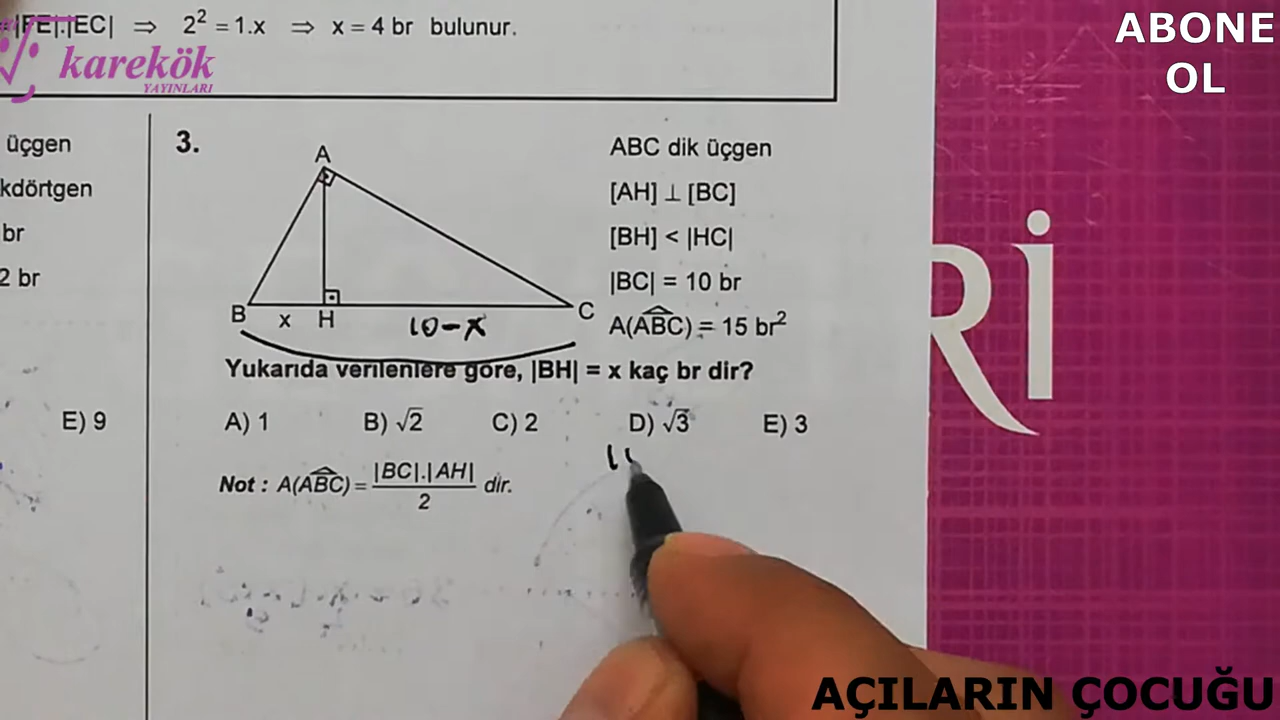 =|FE|.|EC| ⇒ 2² = 1.x ⇒ x = 4 br bulunur.
karekök
YAYINLARI
ABONE
OL
üçgen
kdörtgen
br
2 br
E) 9
3.
A
B x H 10-x C
ABC dik üçgen
[AH] ⊥ [BC]
[BH] < |HC|
|BC| = 10 br
A(ABC) = 15 br²
Yukarıda verilenlere göre, |BH| = x kaç br dir?
A) 1 B) √2 C) 2 D) √3 E) 3
Not : A(ABC) = |BC|.|AH| / 2 dir.
Rİ
AÇILARIN ÇOCUĞU